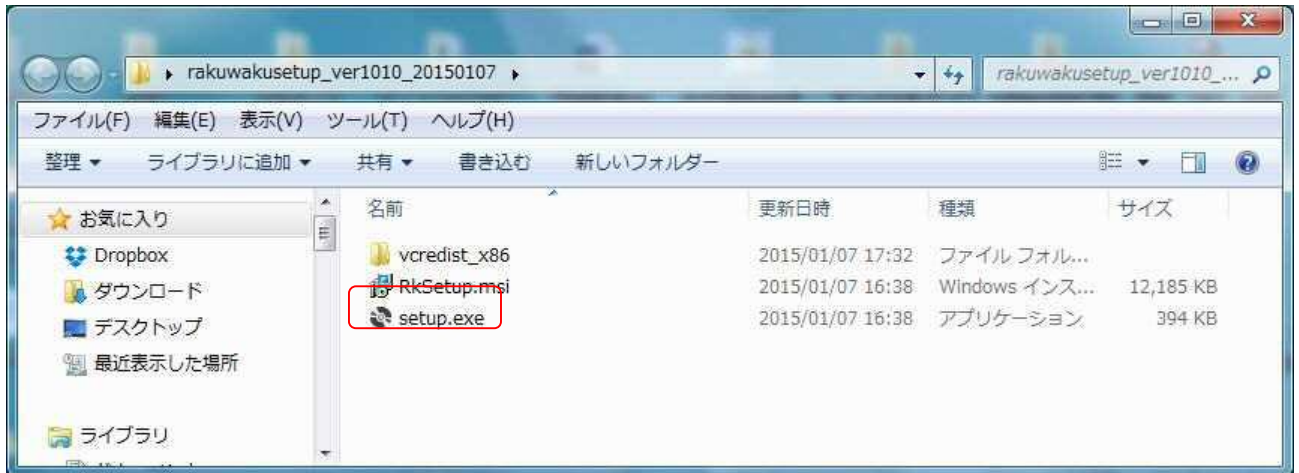 rakuwakusetup_ver1010_20150107
rakuwakusetup_ver1010_...
ファイル(F) 編集(E) 表示(V) ツール(T) ヘルプ(H)
整理 ライブラリに追加 共有 書き込む 新しいフォルダー
お気に入り
Dropbox
ダウンロード
デスクトップ
最近表示した場所
ライブラリ
名前 更新日時 種類 サイズ
vcredist_x86 2015/01/07 17:32 ファイル フォル...
RkSetup.msi 2015/01/07 16:38 Windows インス... 12,185 KB
setup.exe 2015/01/07 16:38 アプリケーション 394 KB